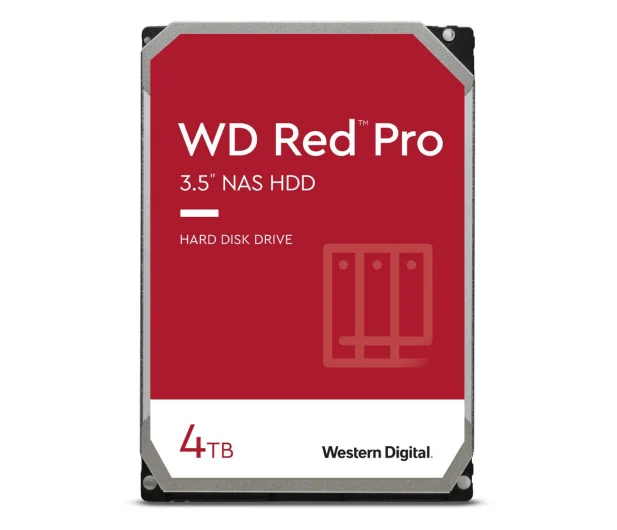 WD Red™ Pro
3.5" NAS HDD
HARD DISK DRIVE
4TB
Western Digital.